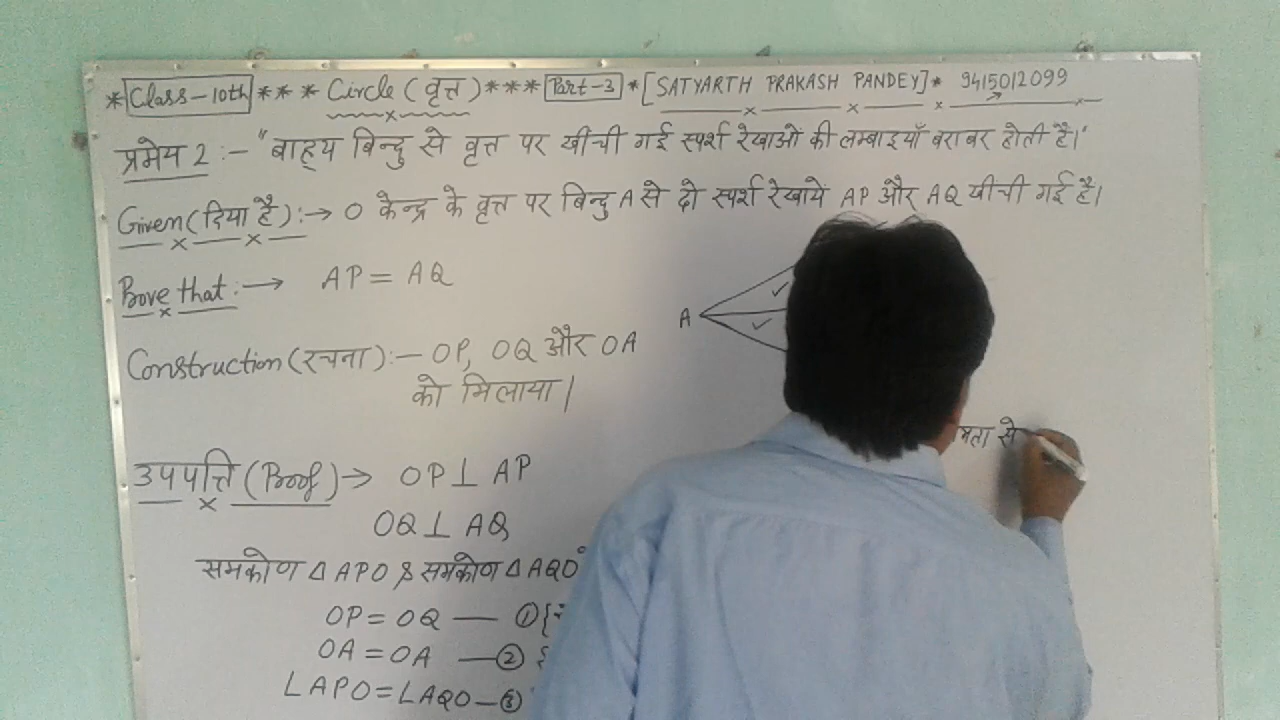 *Class-10th*** Circle (वृत्त)***Part-3*[SATYARTH PRAKASH PANDEY]* 9415012099
प्रमेय 2:- "बाह्य बिन्दु से वृत्त पर खींची गई स्पर्श रेखाओं की लम्बाइयाँ बराबर होती हैं।"
Given(दिया है):→ O केन्द्र के वृत्त पर बिन्दु A से दो स्पर्श रेखायें AP और AQ खींची गई हैं।
Prove that:→ AP = AQ
A
Construction (रचना):- OP, OQ और OA
को मिलाया।
उपपत्ति (Proof)→ OP⊥ AP
OQ⊥ AQ
समकोण Δ APO & समकोण Δ AQO
OP = OQ — ①{
OA = OA —②
∠APO = ∠AQO—③
से